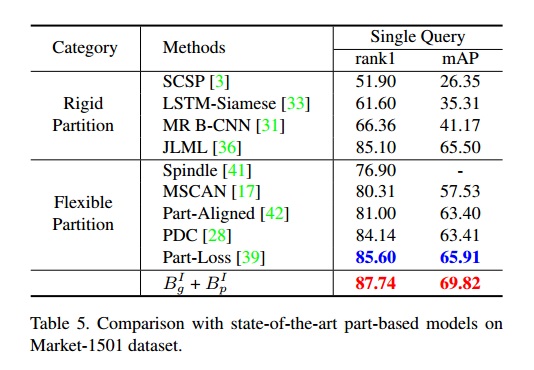 Category Methods Single Query
rank1 mAP
Rigid Partition
SCSP [3] 51.90 26.35
LSTM-Siamese [33] 61.60 35.31
MR B-CNN [31] 66.36 41.17
JLML [36] 85.10 65.50
Flexible Partition
Spindle [41] 76.90 -
MSCAN [17] 80.31 57.53
Part-Aligned [42] 81.00 63.40
PDC [28] 84.14 63.41
Part-Loss [39] 85.60 65.91
B_g^I + B_p^I 87.74 69.82
Table 5. Comparison with state-of-the-art part-based models on
Market-1501 dataset.